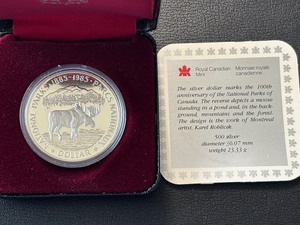 NATIONAL PARKS 1885-1985 PARCS NATIONAUX
DOLLAR
Royal Canadian Mint
Monnaie royale canadienne
The silver dollar marks the 100th
anniversary of the National Parks of
Canada. The reverse depicts a moose
standing in a pond and, in the back-
ground, mountains and the forest.
The design is the work of Montreal
artist, Karel Rohlicek.
500 silver
diameter 36.07 mm
weight 23.33 g